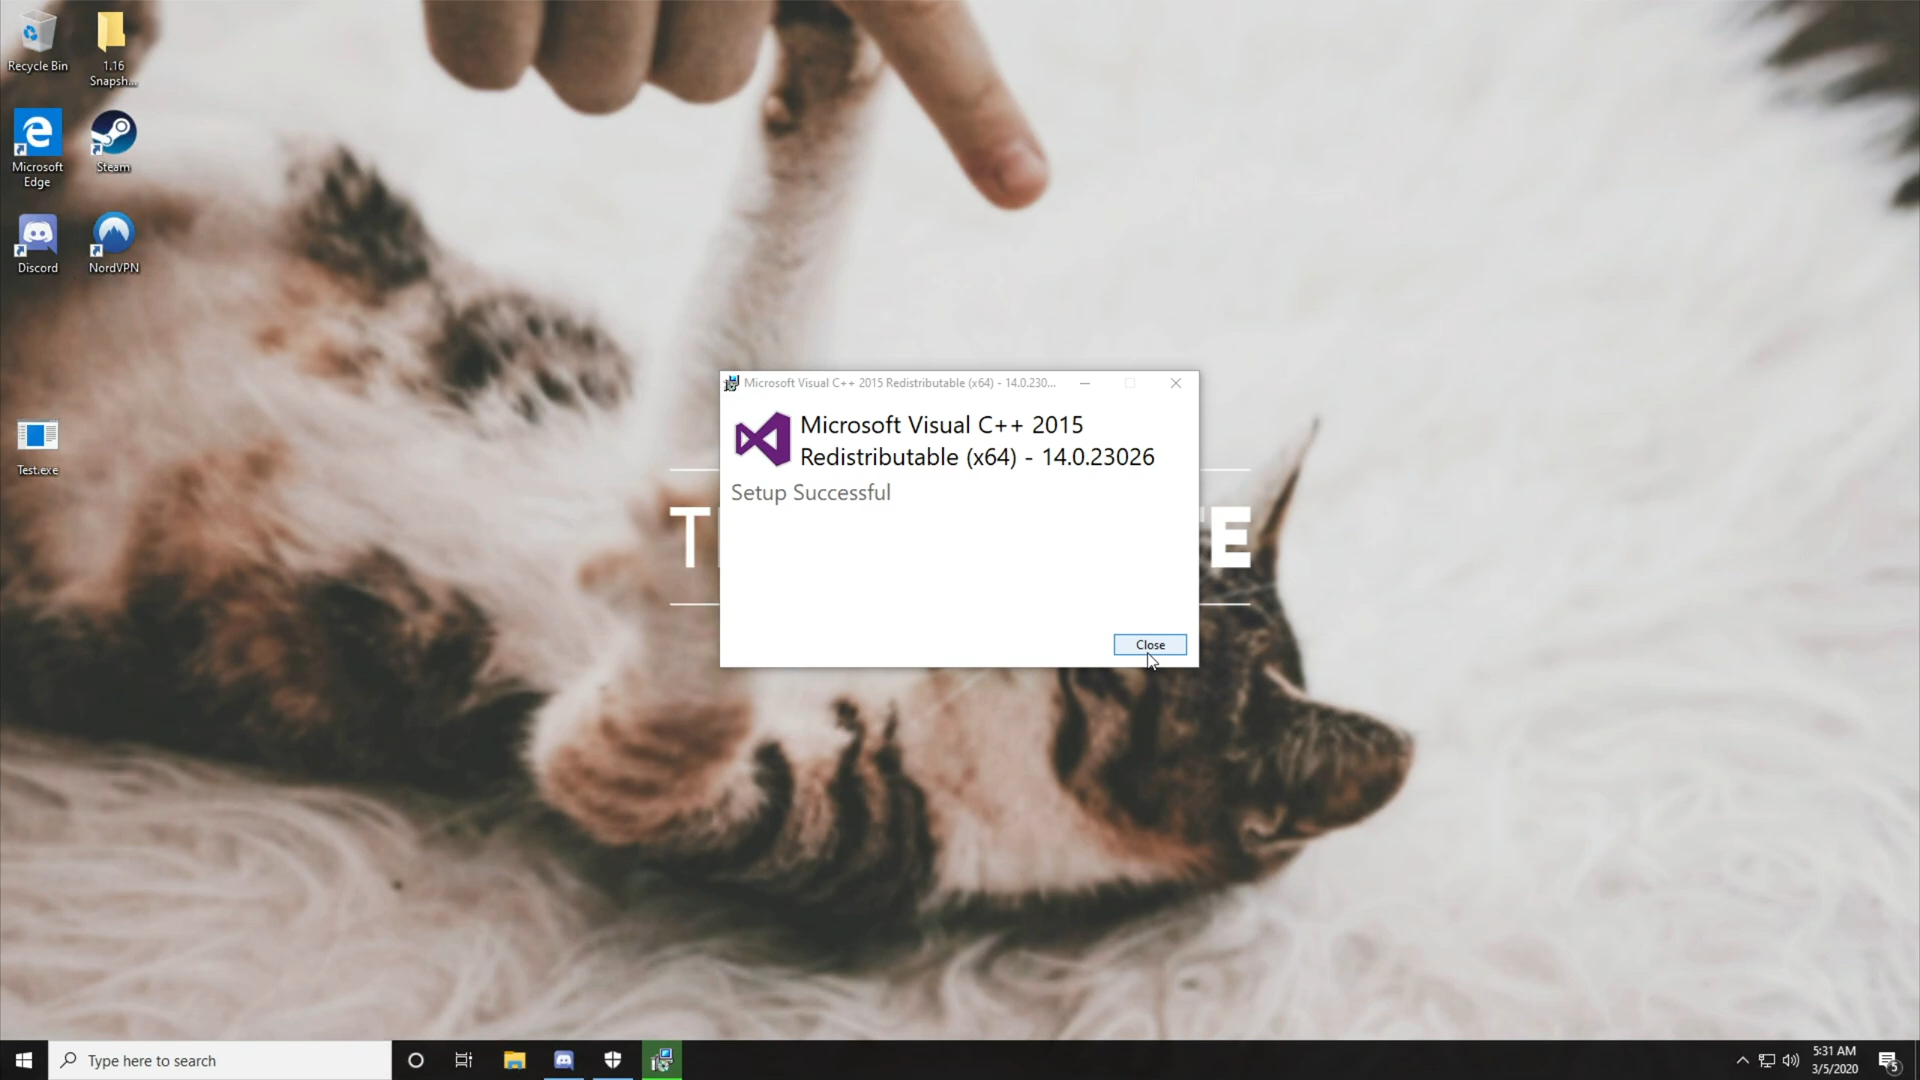 Recycle Bin
1.16
Snapsh...
Microsoft
Edge
Steam
Discord
NordVPN
Test.exe
Microsoft Visual C++ 2015 Redistributable (x64) - 14.0.230...
Microsoft Visual C++ 2015
Redistributable (x64) - 14.0.23026
Setup Successful
T
E
Close
Type here to search
5:31 AM
3/5/2020
5